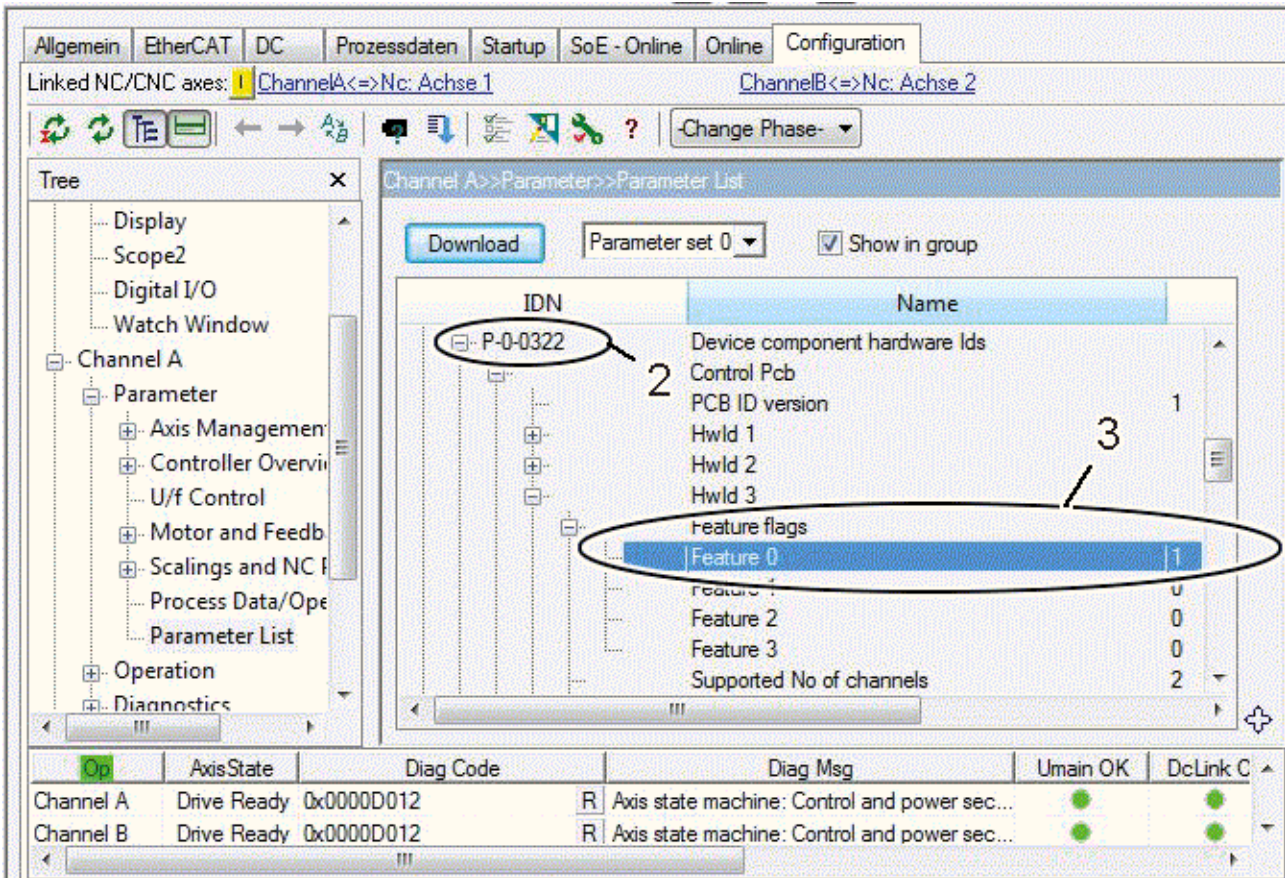 Allgemein EtherCAT DC Prozessdaten Startup SoE - Online Online Configuration
Linked NC/CNC axes: I ChannelA<=>Nc: Achse 1 ChannelB<=>Nc: Achse 2
-Change Phase-
Tree
Display
Scope2
Digital I/O
Watch Window
Channel A
Parameter
Axis Managemen
Controller Overvi
U/f Control
Motor and Feedb
Scalings and NC
Process Data/Ope
Parameter List
Operation
Diagnostics
Channel A>>Parameter>>Parameter List
Download Parameter set 0 Show in group
IDN Name
P-0-0322 Device component hardware Ids
2
Control Pcb
PCB ID version 1
HwId 1
3
HwId 2
HwId 3
Feature flags
Feature 0 1
Feature 1 0
Feature 2 0
Feature 3 0
Supported No of channels 2
Op AxisState Diag Code Diag Msg Umain OK DcLink
Channel A Drive Ready 0x0000D012 R Axis state machine: Control and power sec...
Channel B Drive Ready 0x0000D012 R Axis state machine: Control and power sec...